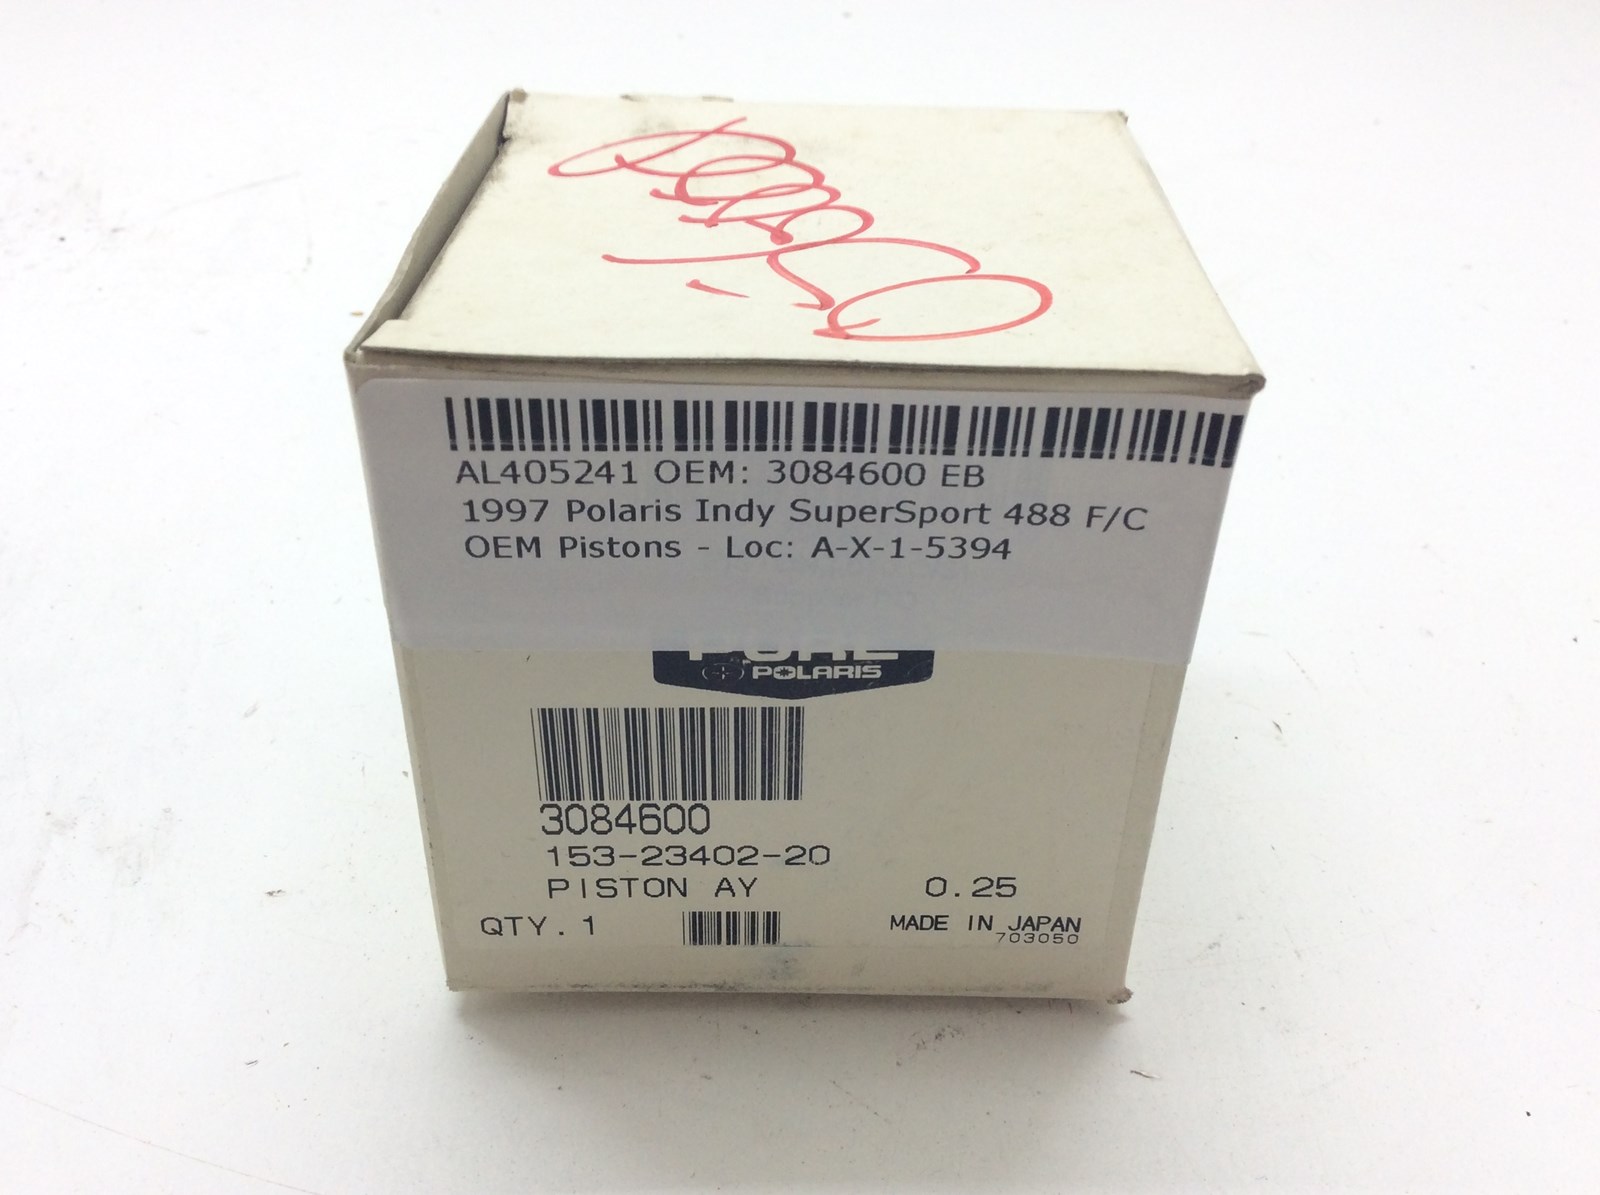 AL405241 OEM: 3084600 EB
1997 Polaris Indy SuperSport 488 F/C
OEM Pistons - Loc: A-X-1-5394
PURE
POLARIS
3084600
153-23402-20
PISTON AY 0.25
QTY. 1 MADE IN JAPAN
703050